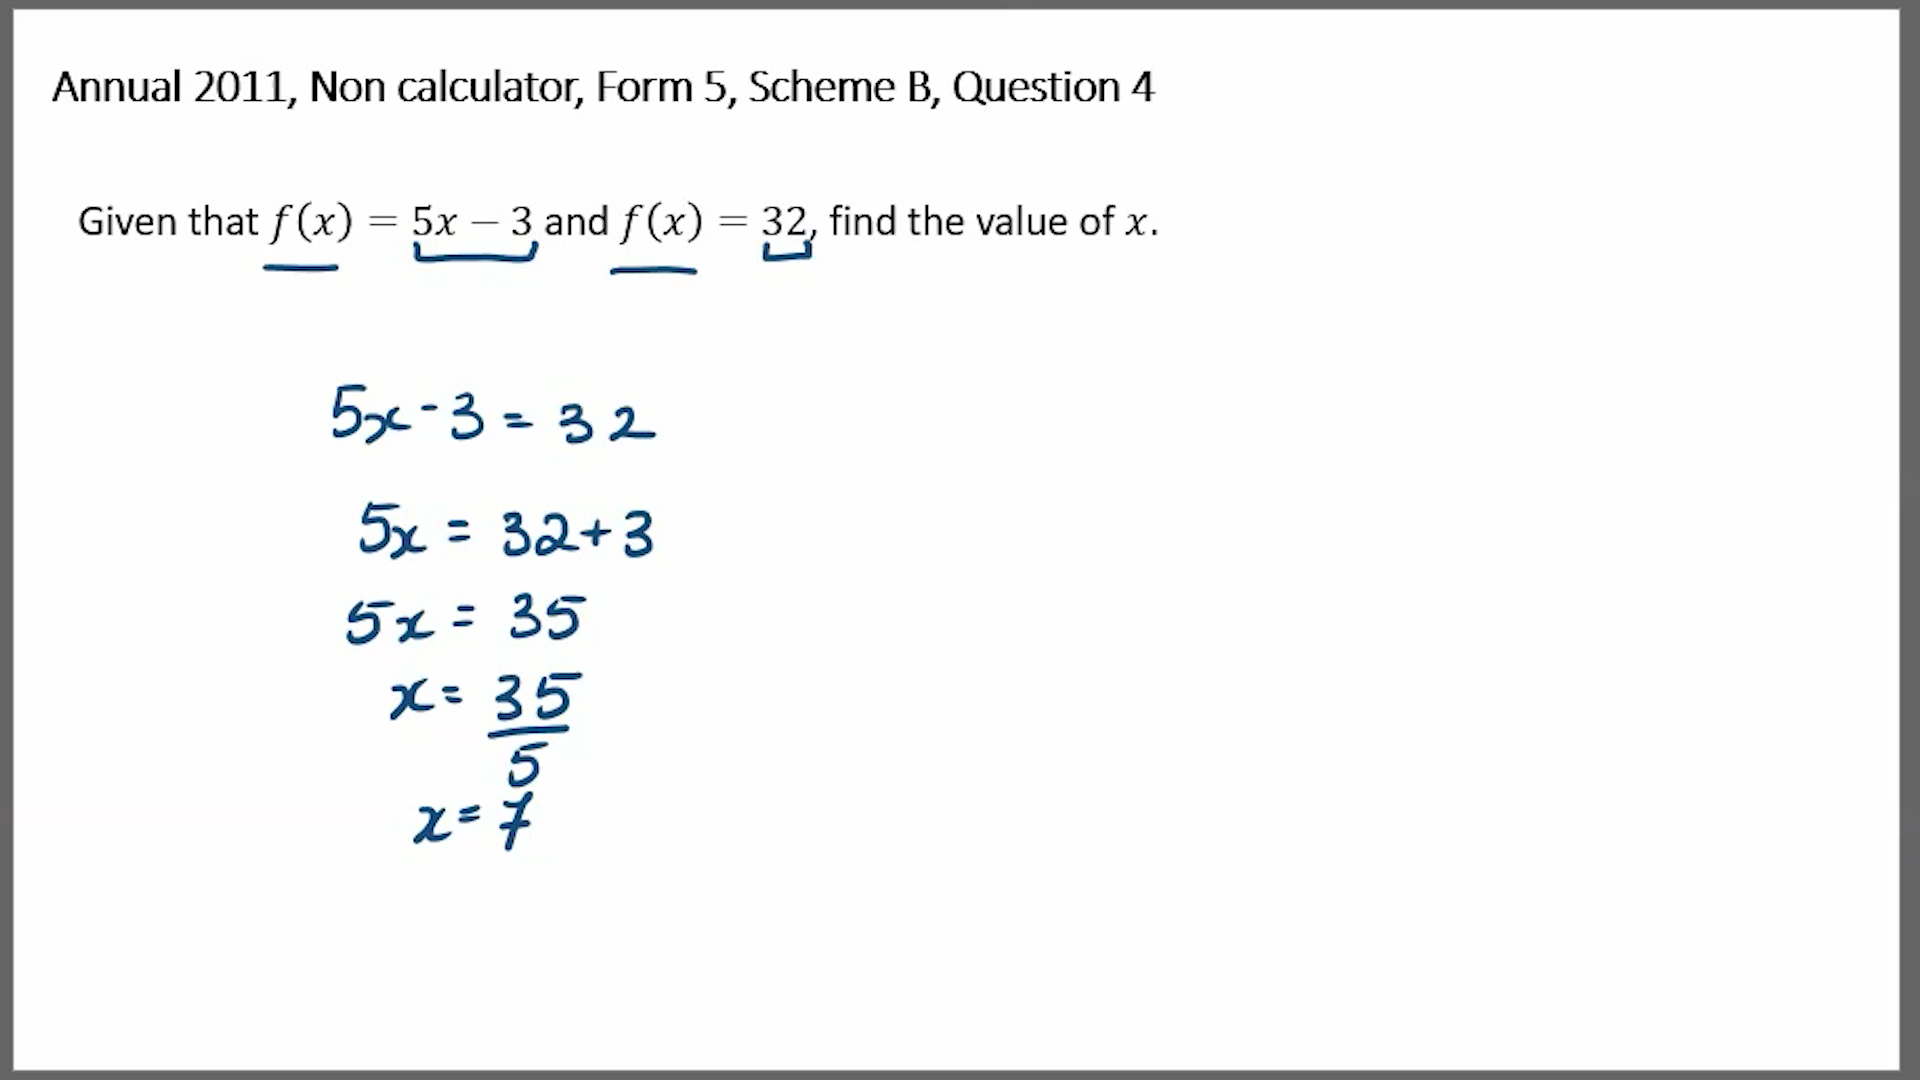 Annual 2011, Non calculator, Form 5, Scheme B, Question 4
Given that f(x) = 5x − 3 and f(x) = 32, find the value of x.
5x - 3 = 32
5x = 32 + 3
5x = 35
x = 35
5
x = 7